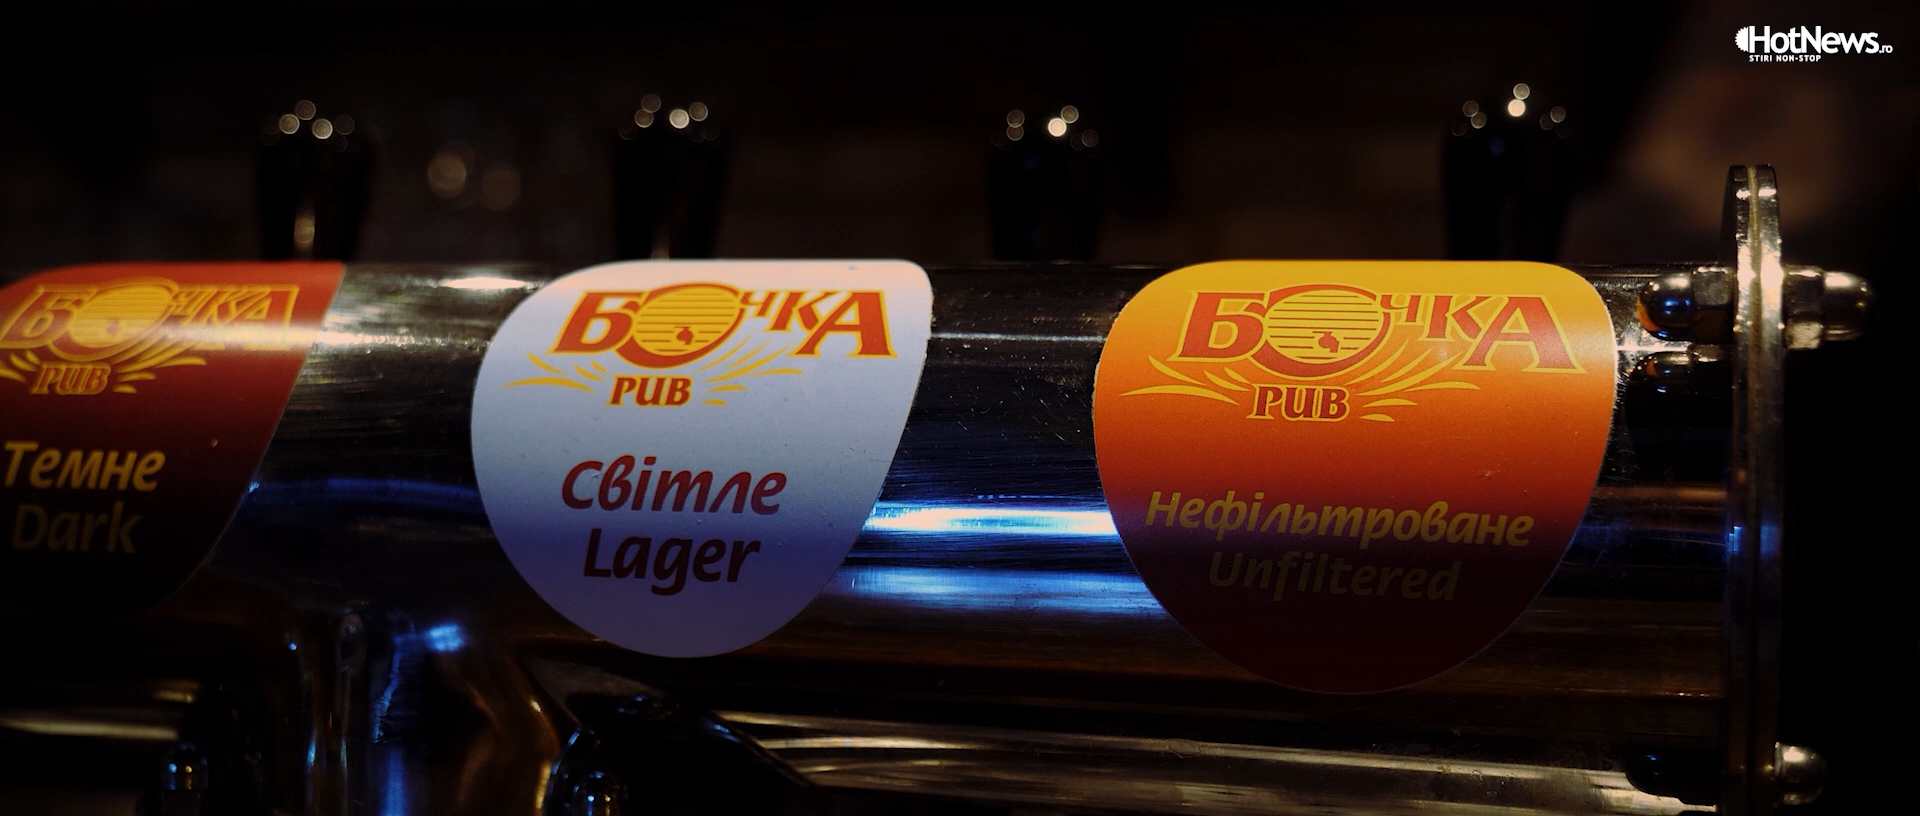 HotNews.ro
STIRI NON-STOP
БОЧКА
PUB
Темне
Dark
БОЧКА
PUB
Світле
Lager
БОЧКА
PUB
Нефільтроване
Unfiltered